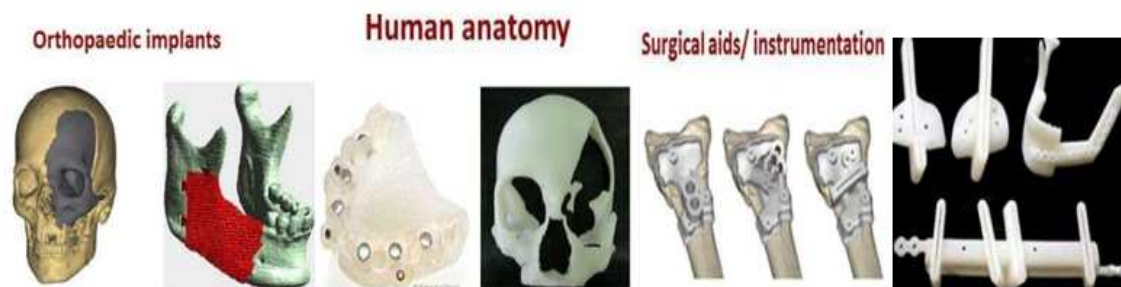 Orthopaedic implants
Human anatomy
Surgical aids/ instrumentation